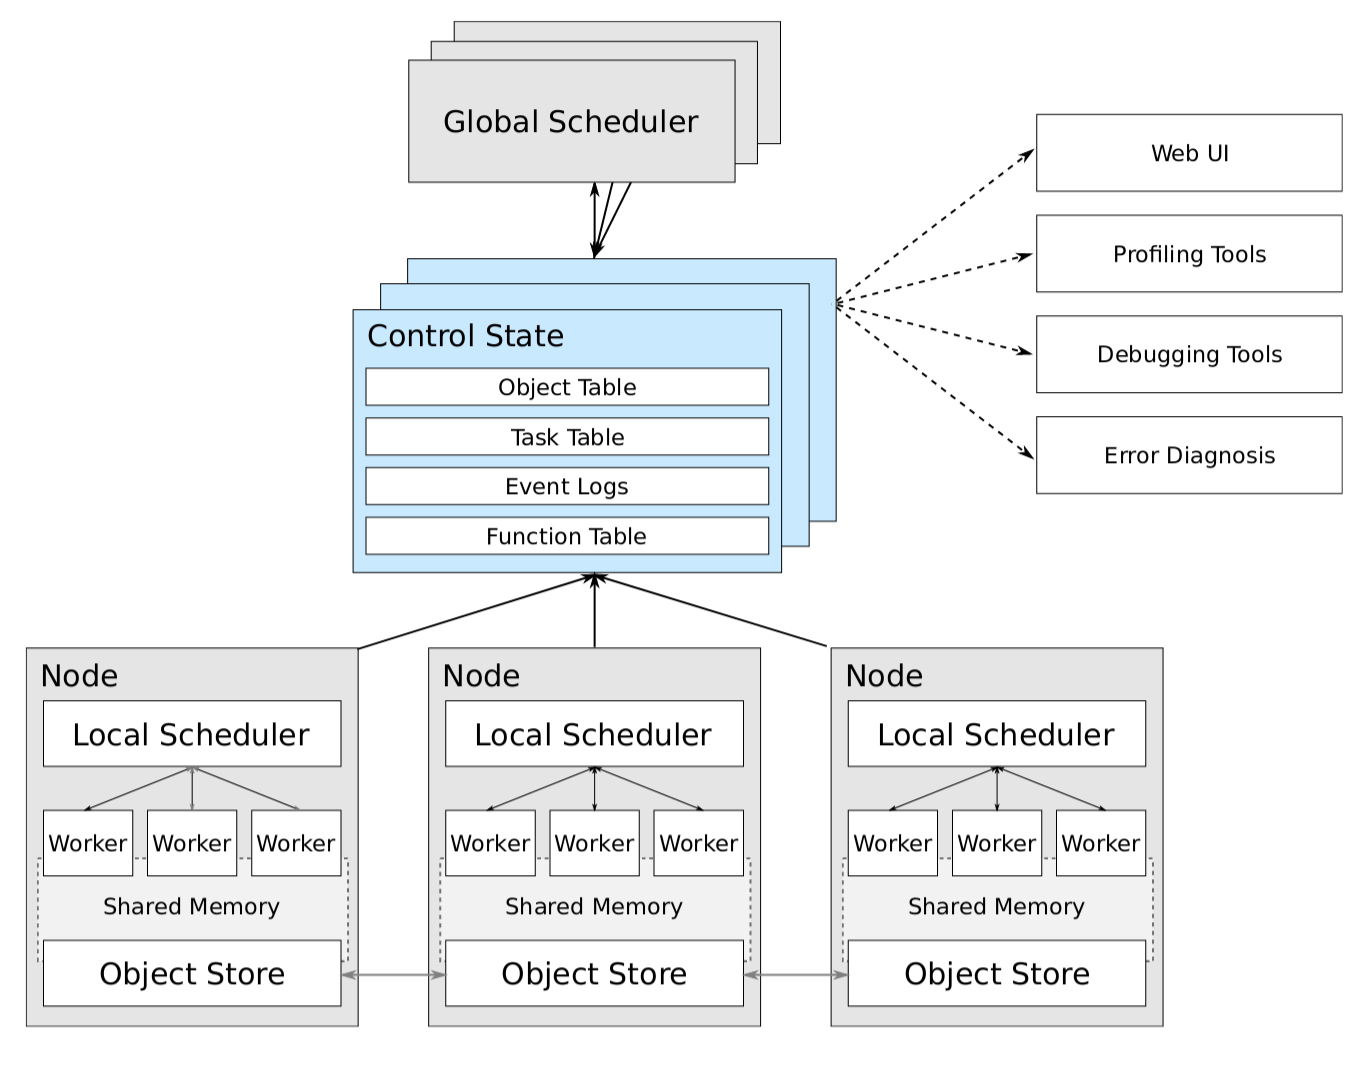 Global Scheduler
Web UI
Profiling Tools
Debugging Tools
Error Diagnosis
Control State
Object Table
Task Table
Event Logs
Function Table
Node
Local Scheduler
Worker Worker Worker
Shared Memory
Object Store
Node
Local Scheduler
Worker Worker Worker
Shared Memory
Object Store
Node
Local Scheduler
Worker Worker Worker
Shared Memory
Object Store